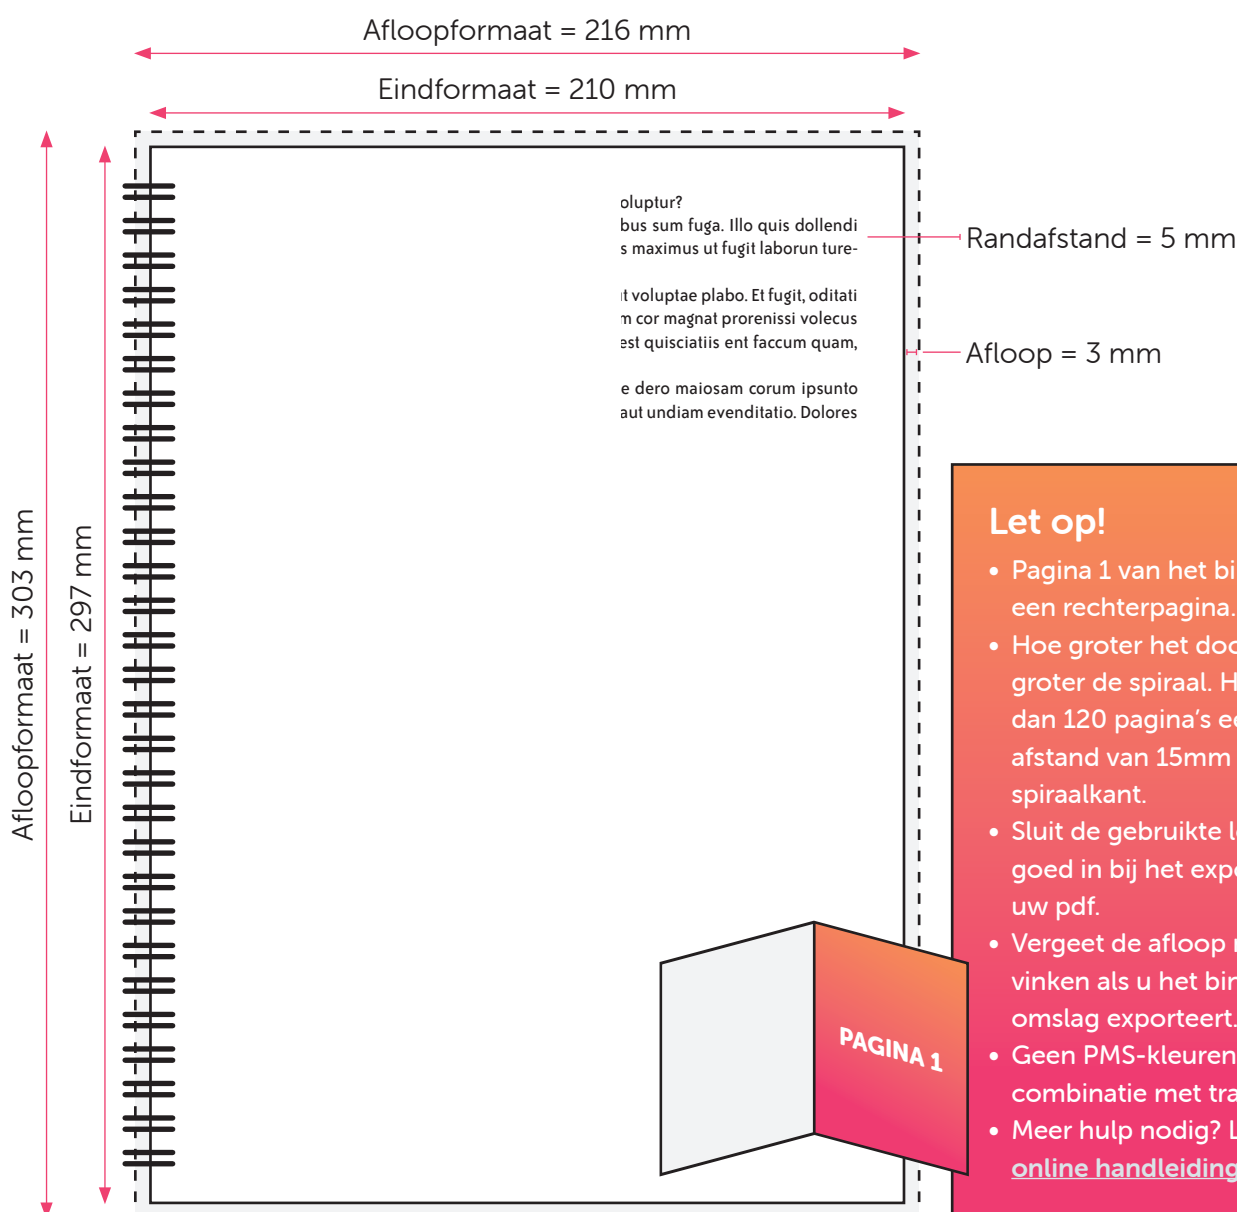 Afloopformaat = 216 mm
Eindformaat = 210 mm
Afloopformaat = 303 mm
Eindformaat = 297 mm
oluptur?
bus sum fuga. Illo quis dollendi
s maximus ut fugit laborun ture-
t voluptae plabo. Et fugit, oditati
m cor magnat prorenissi volecus
est quisciatiis ent faccum quam,
e dero maiosam corum ipsunto
aut undiam evenditatio. Dolores
Randafstand = 5 mm
Afloop = 3 mm
Let op!
• Pagina 1 van het bi
een rechterpagina.
• Hoe groter het doc
groter de spiraal. H
dan 120 pagina's ee
afstand van 15mm
spiraalkant.
• Sluit de gebruikte le
goed in bij het expo
uw pdf.
• Vergeet de afloop n
vinken als u het bin
omslag exporteert.
• Geen PMS-kleuren
combinatie met tra
• Meer hulp nodig? L
online handleiding
PAGINA 1